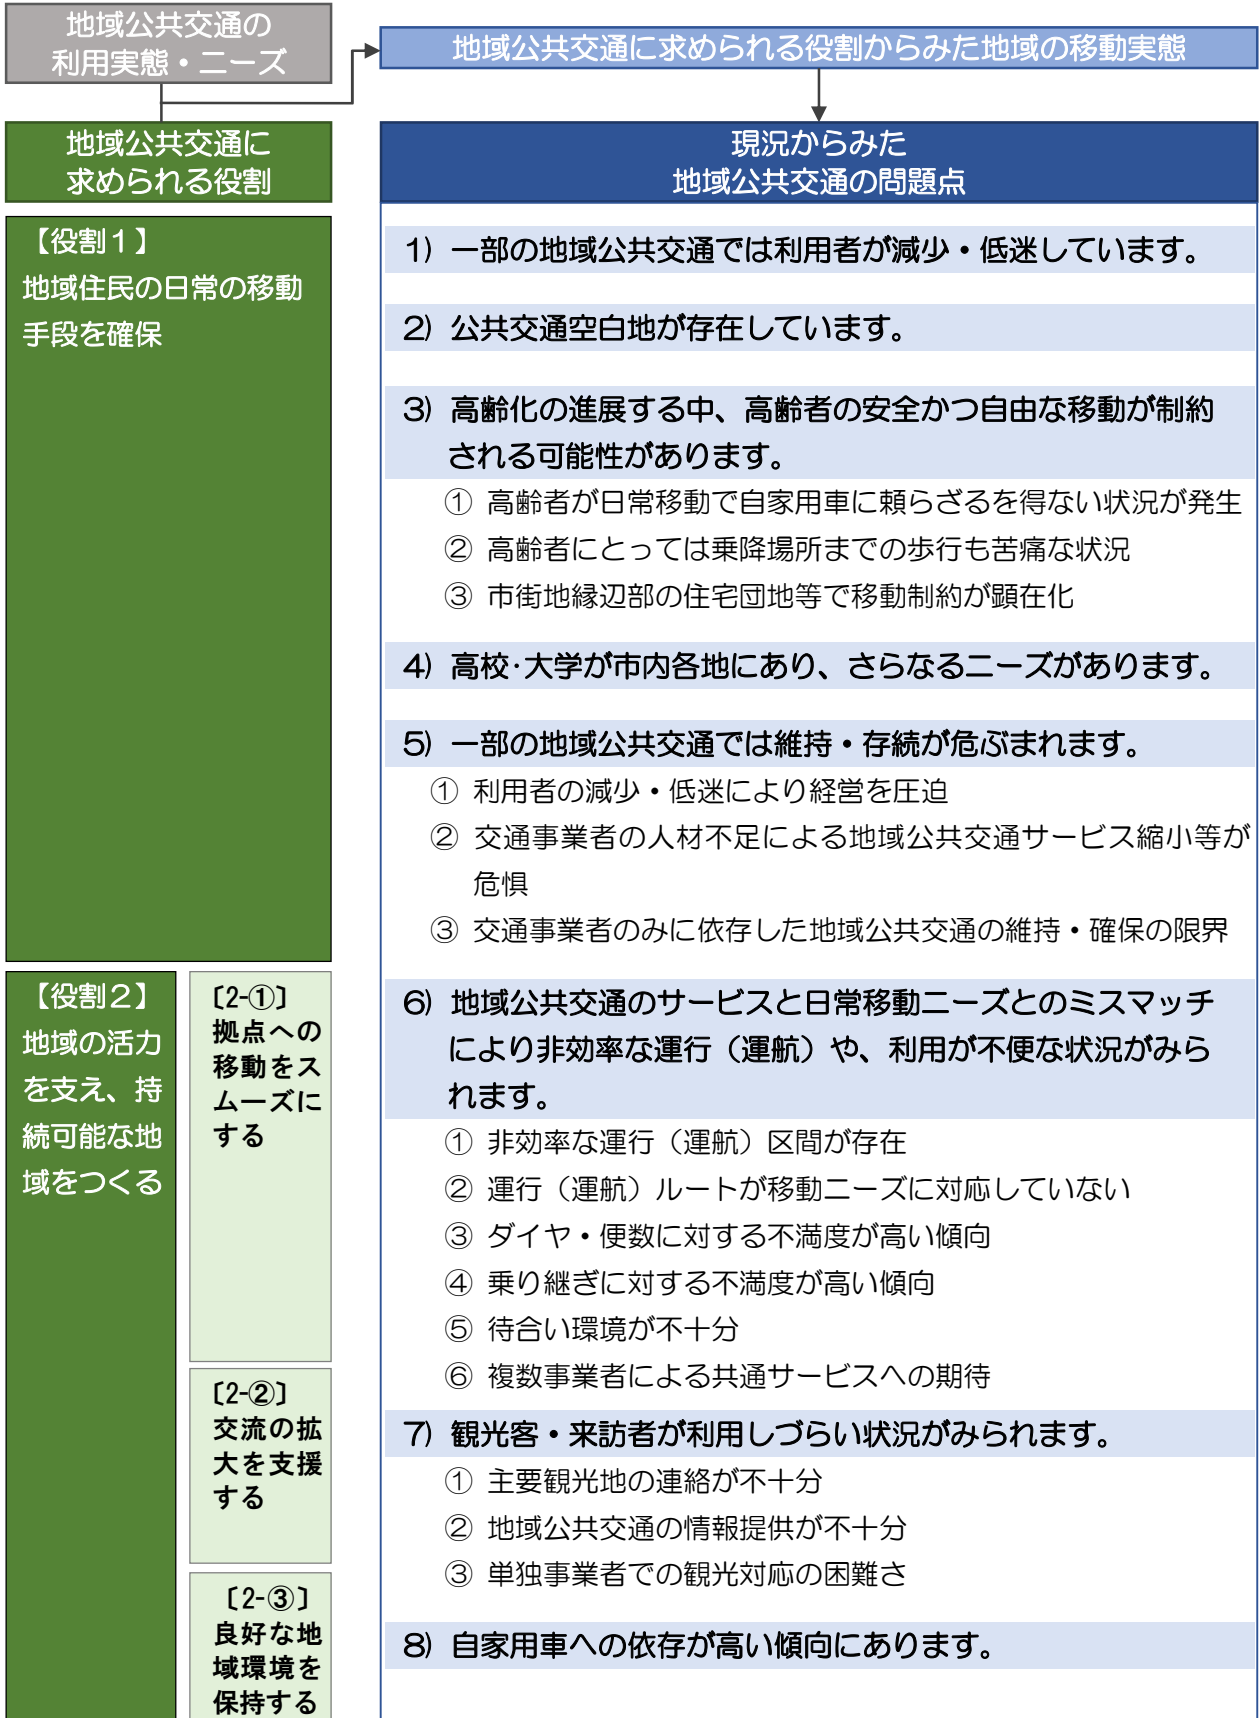 地域公共交通の
利用実態・ニーズ
地域公共交通に求められる役割からみた地域の移動実態
地域公共交通に
求められる役割
現況からみた
地域公共交通の問題点
【役割１】
地域住民の日常の移動
手段を確保
1) 一部の地域公共交通では利用者が減少・低迷しています。
2) 公共交通空白地が存在しています。
3) 高齢化の進展する中、高齢者の安全かつ自由な移動が制約
される可能性があります。
① 高齢者が日常移動で自家用車に頼らざるを得ない状況が発生
② 高齢者にとっては乗降場所までの歩行も苦痛な状況
③ 市街地縁辺部の住宅団地等で移動制約が顕在化
4) 高校・大学が市内各地にあり、さらなるニーズがあります。
5) 一部の地域公共交通では維持・存続が危ぶまれます。
① 利用者の減少・低迷により経営を圧迫
② 交通事業者の人材不足による地域公共交通サービス縮小等が
危惧
③ 交通事業者のみに依存した地域公共交通の維持・確保の限界
【役割２】
地域の活力
を支え、持
続可能な地
域をつくる
〔2-①〕
拠点への
移動をス
ムーズに
する
6) 地域公共交通のサービスと日常移動ニーズとのミスマッチ
により非効率な運行（運航）や、利用が不便な状況がみら
れます。
① 非効率な運行（運航）区間が存在
② 運行（運航）ルートが移動ニーズに対応していない
③ ダイヤ・便数に対する不満度が高い傾向
④ 乗り継ぎに対する不満度が高い傾向
⑤ 待合い環境が不十分
⑥ 複数事業者による共通サービスへの期待
〔2-②〕
交流の拡
大を支援
する
7) 観光客・来訪者が利用しづらい状況がみられます。
① 主要観光地の連絡が不十分
② 地域公共交通の情報提供が不十分
③ 単独事業者での観光対応の困難さ
〔2-③〕
良好な地
域環境を
保持する
8) 自家用車への依存が高い傾向にあります。